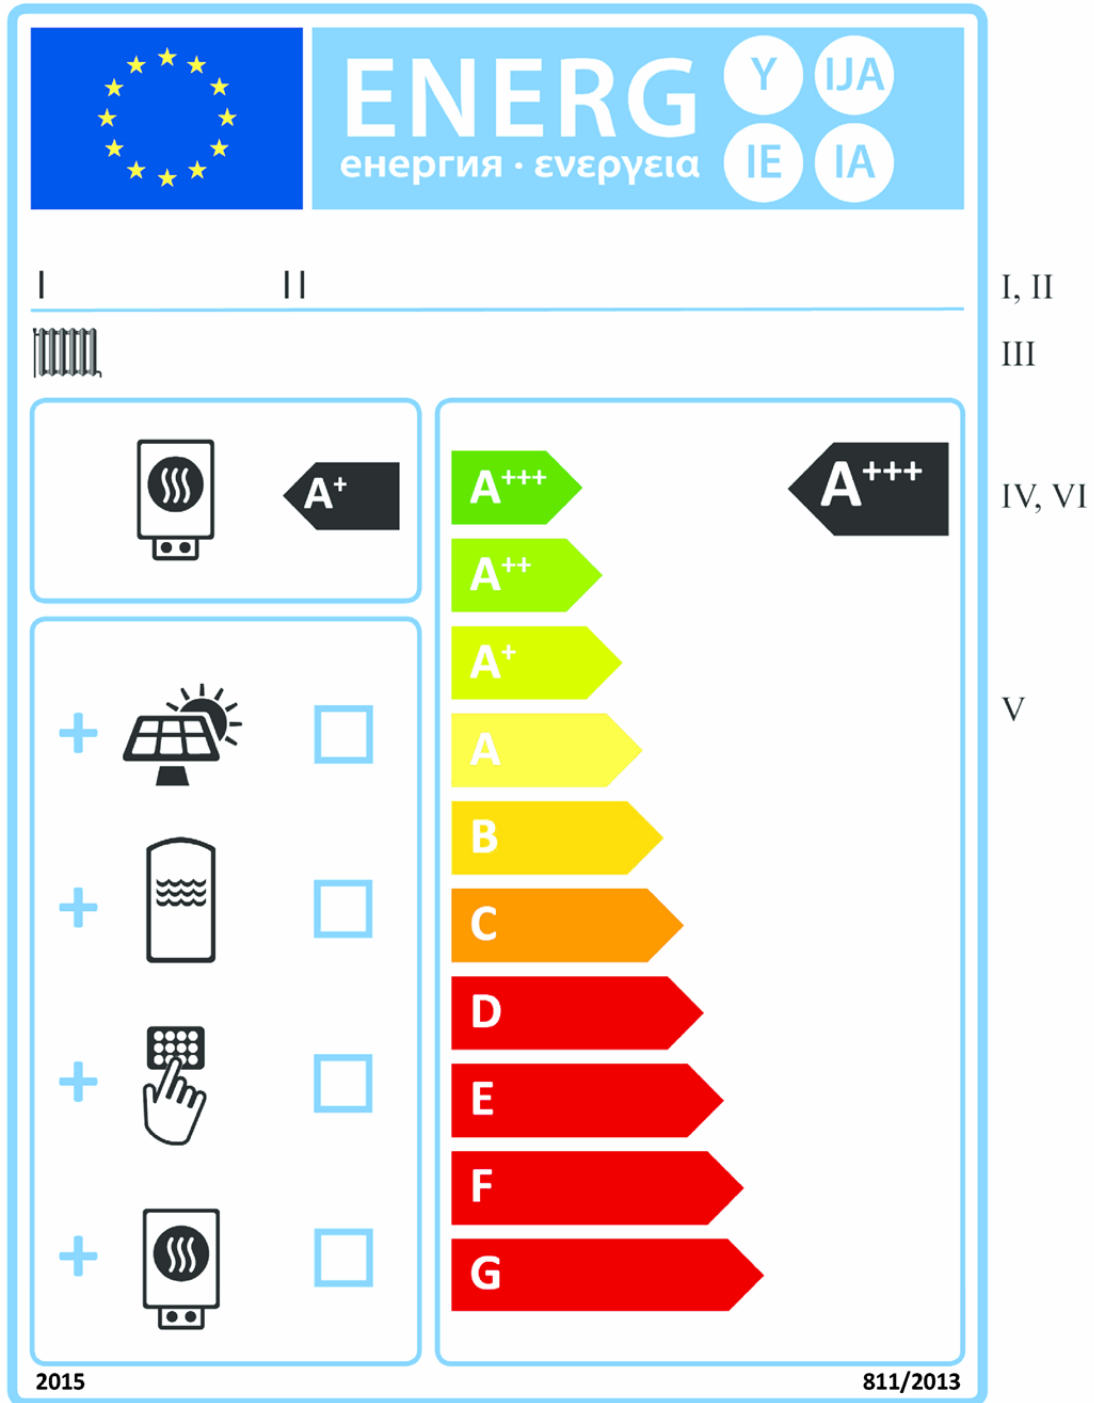 ENERG Y IJA
енергия · ενεργεια IE IA
I II I, II
III
A+ A+++ A+++ IV, VI
A++
A+
V
A
B
C
D
E
F
G
2015 811/2013